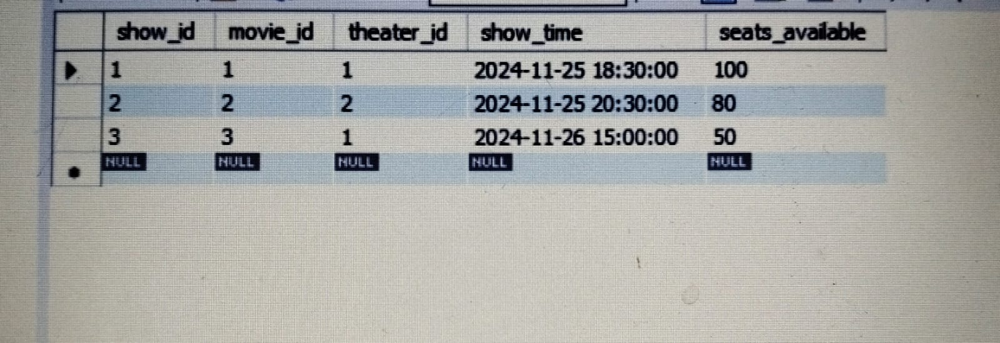 show_id movie_id theater_id show_time seats_available
1 1 1 2024-11-25 18:30:00 100
2 2 2 2024-11-25 20:30:00 80
3 3 1 2024-11-26 15:00:00 50
NULL NULL NULL NULL NULL